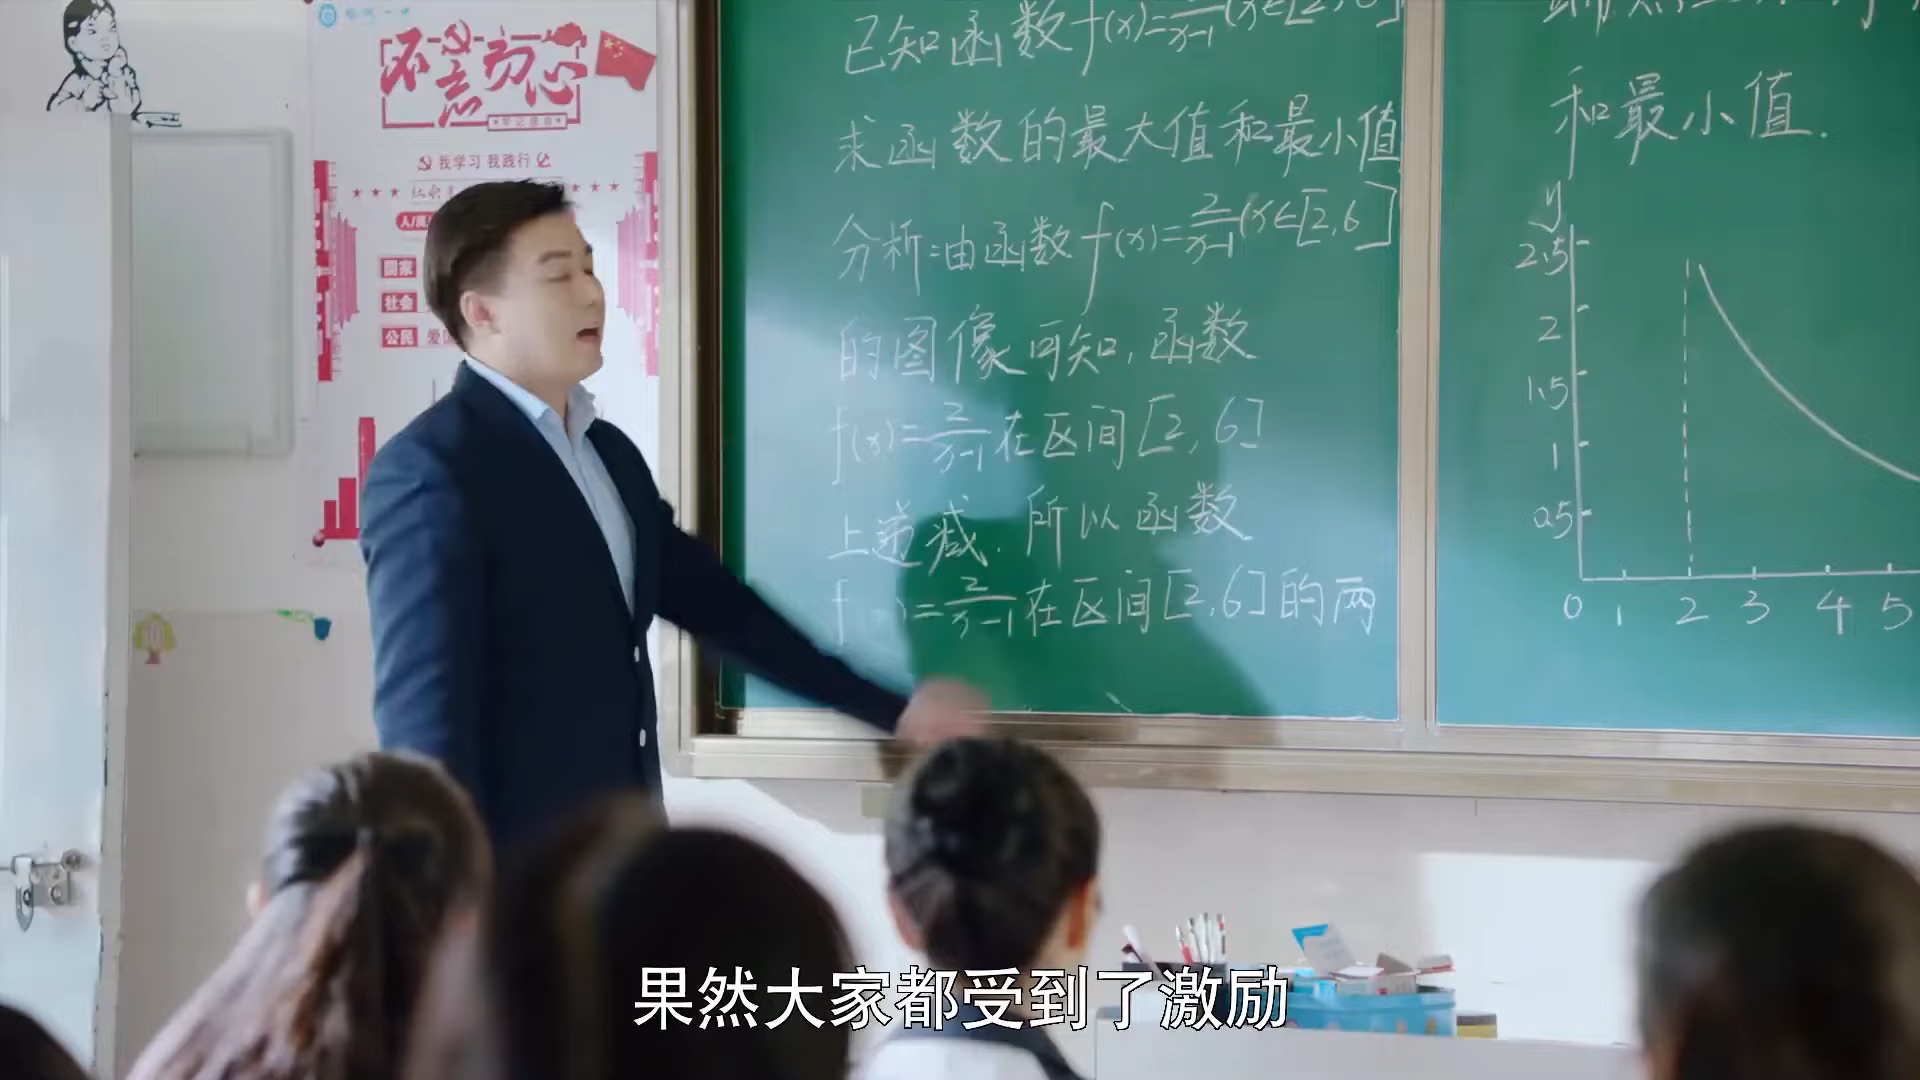 不忘初心
牢记使命
我学习 我践行
国家
社会
公民
已知函数f(x)=2/(x-1)(x∈[2,6]
求函数的最大值和最小值
分析:由函数f(x)=2/(x-1)(x∈[2,6]
的图像可知,函数
f(x)=2/(x-1)在区间[2,6]
上递减.所以函数
f( )=2/(x-1)在区间[2,6]的两
和最小值.
y
2.5
2
1.5
1
0.5
0 1 2 3 4 5
果然大家都受到了激励